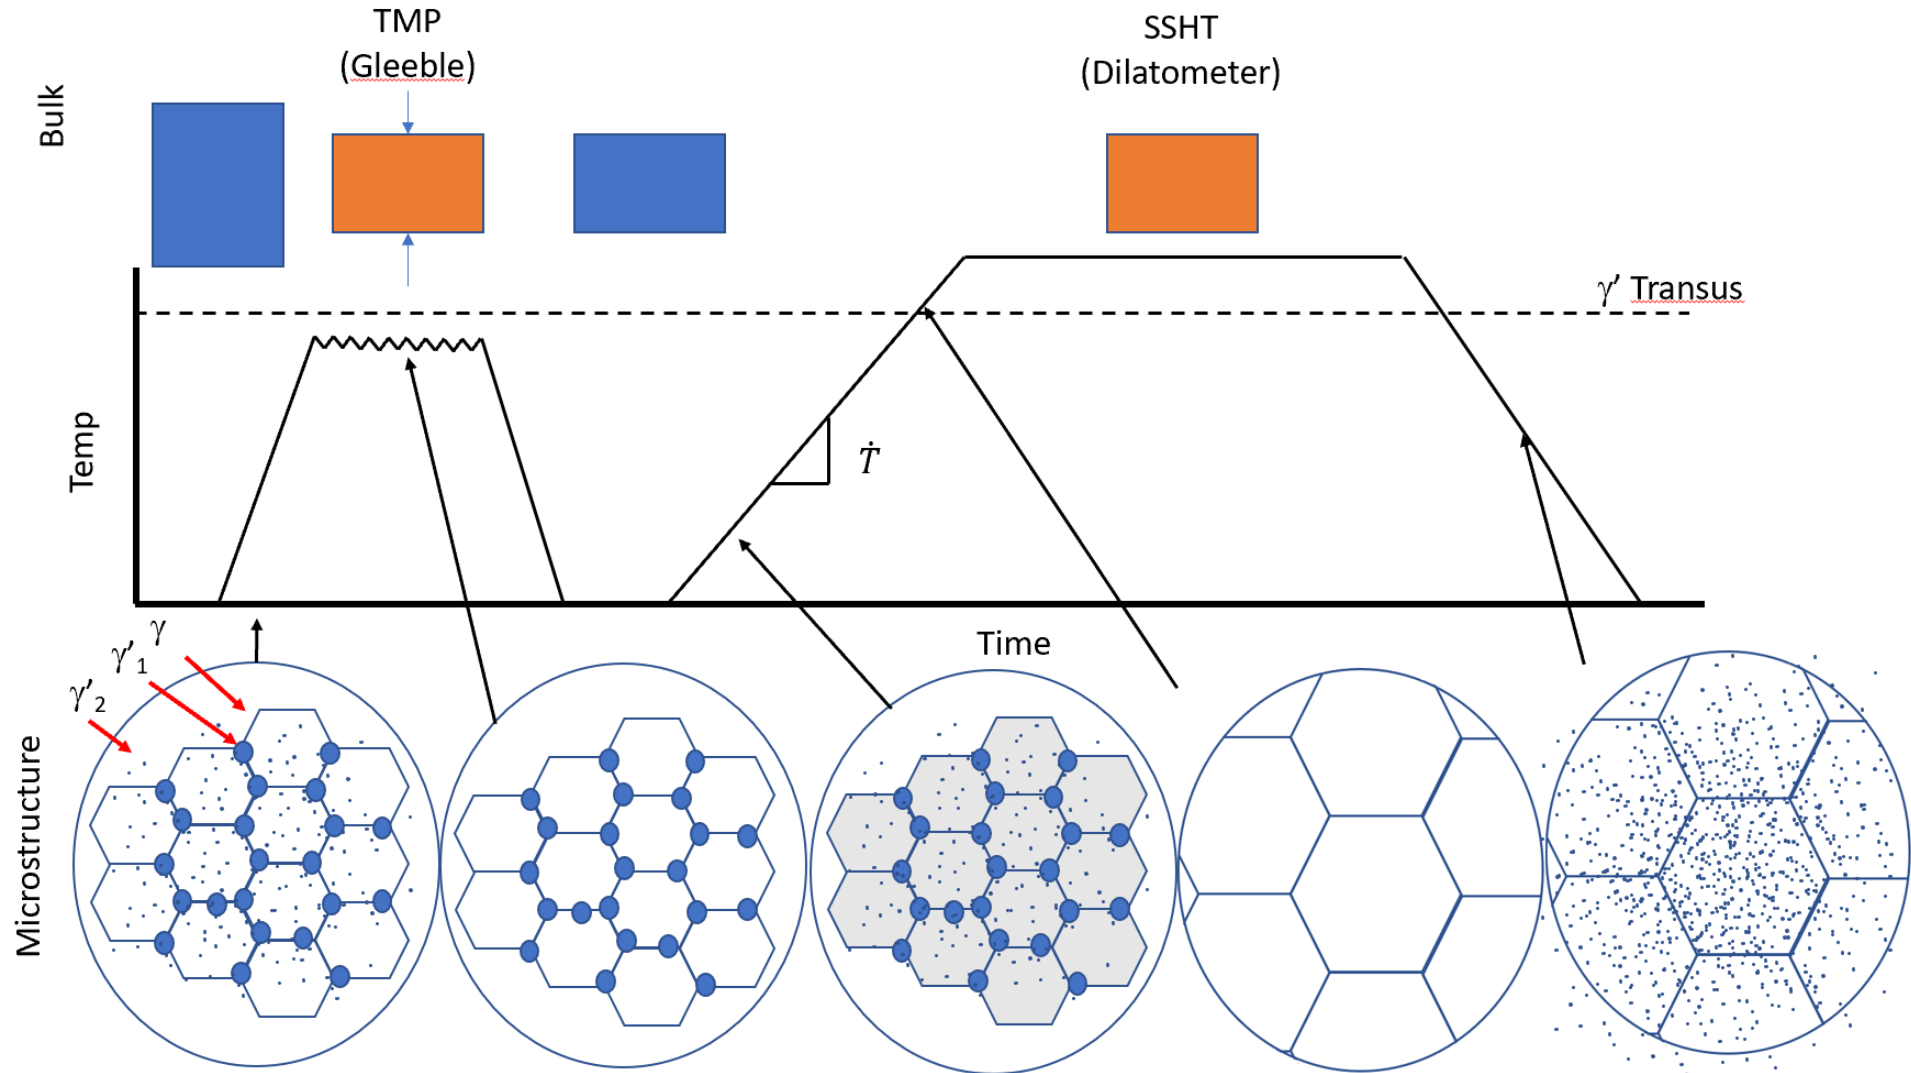 TMP
(Gleeble)
SSHT
(Dilatometer)
Bulk
γ′ Transus
Temp
Ṫ
Time
γ
γ′₁
γ′₂
Microstructure